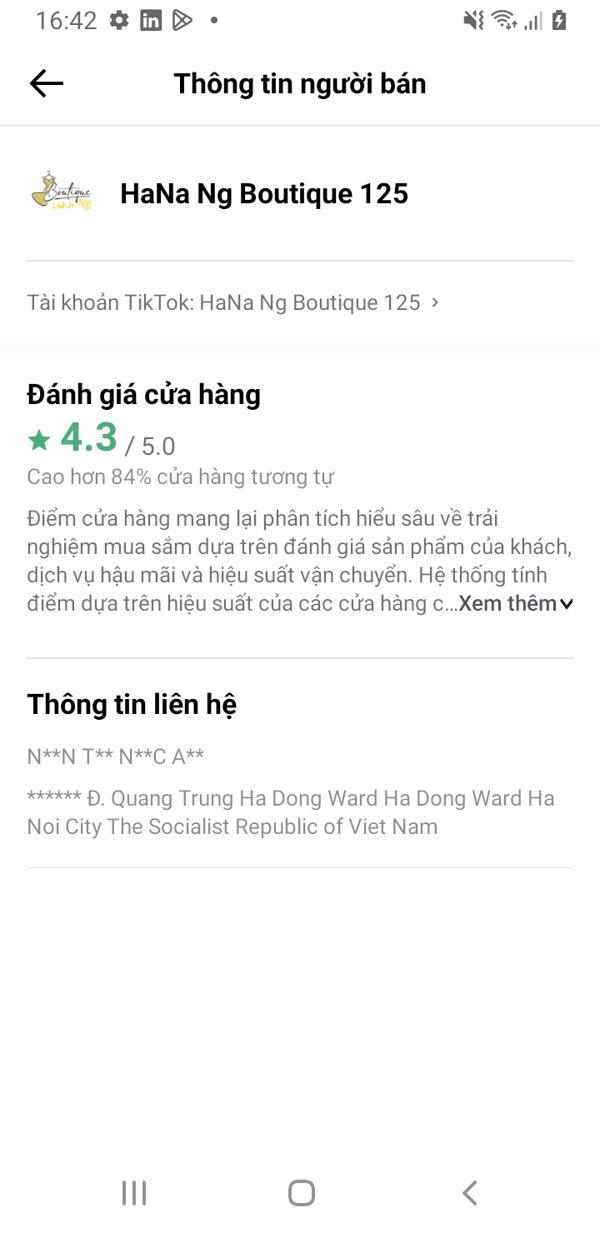 16:42
Thông tin người bán
Boutique
HaNa Ng Boutique 125
Tài khoản TikTok: HaNa Ng Boutique 125 ›
Đánh giá cửa hàng
4.3 / 5.0
Cao hơn 84% cửa hàng tương tự
Điểm cửa hàng mang lại phân tích hiểu sâu về trải
nghiệm mua sắm dựa trên đánh giá sản phẩm của khách,
dịch vụ hậu mãi và hiệu suất vận chuyển. Hệ thống tính
điểm dựa trên hiệu suất của các cửa hàng c...Xem thêm
Thông tin liên hệ
N**N T** N**C A**
****** Đ. Quang Trung Ha Dong Ward Ha Dong Ward Ha
Noi City The Socialist Republic of Viet Nam